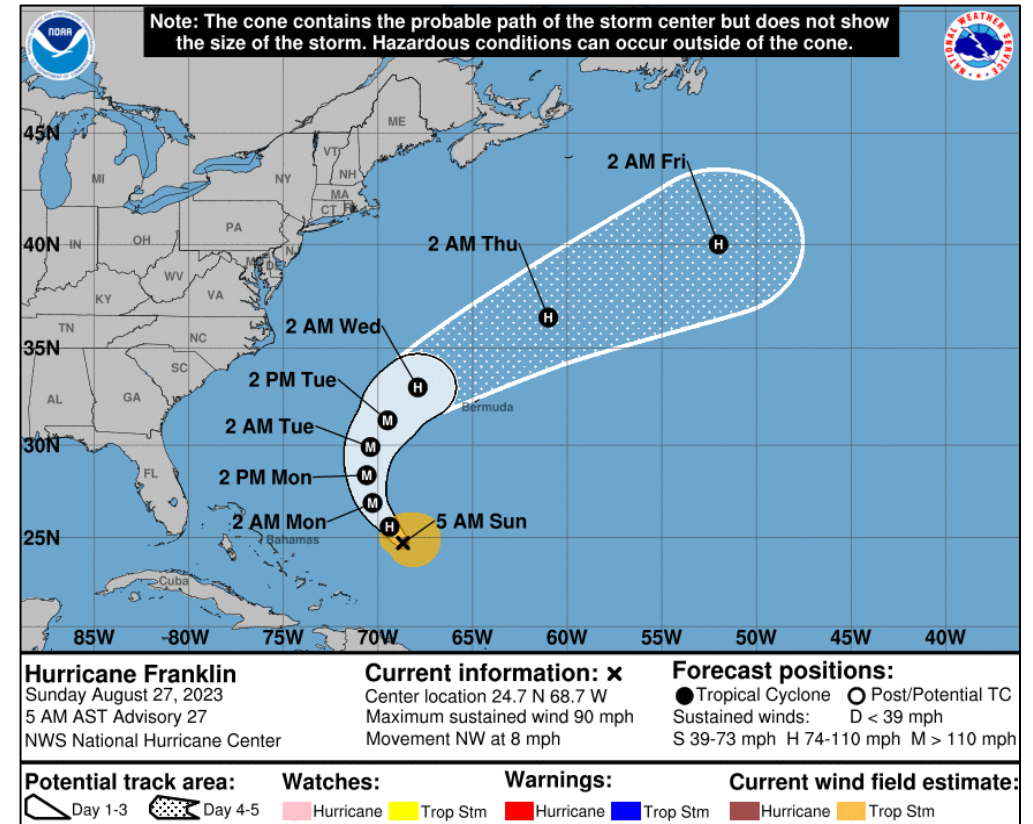 Note: The cone contains the probable path of the storm center but does not show
the size of the storm. Hazardous conditions can occur outside of the cone.
NOAA
NATIONAL WEATHER SERVICE
45N
40N
35N
30N
25N
ME
VT
NH
MA
CT
NY
MI
PA
IN
OH
WV
VA
KY
TN
NC
SC
AL
GA
FL
Bermuda
Bahamas
Cuba
2 AM Fri
H
2 AM Thu
H
2 AM Wed
H
2 PM Tue
M
2 AM Tue
M
2 PM Mon
M
2 AM Mon
M
H
5 AM Sun
85W 80W 75W 70W 65W 60W 55W 50W 45W 40W
Hurricane Franklin
Sunday August 27, 2023
5 AM AST Advisory 27
NWS National Hurricane Center
Current information: ×
Center location 24.7 N 68.7 W
Maximum sustained wind 90 mph
Movement NW at 8 mph
Forecast positions:
Tropical Cyclone Post/Potential TC
Sustained winds: D < 39 mph
S 39-73 mph H 74-110 mph M > 110 mph
Potential track area:
Day 1-3 Day 4-5
Watches:
Hurricane Trop Stm
Warnings:
Hurricane Trop Stm
Current wind field estimate:
Hurricane Trop Stm